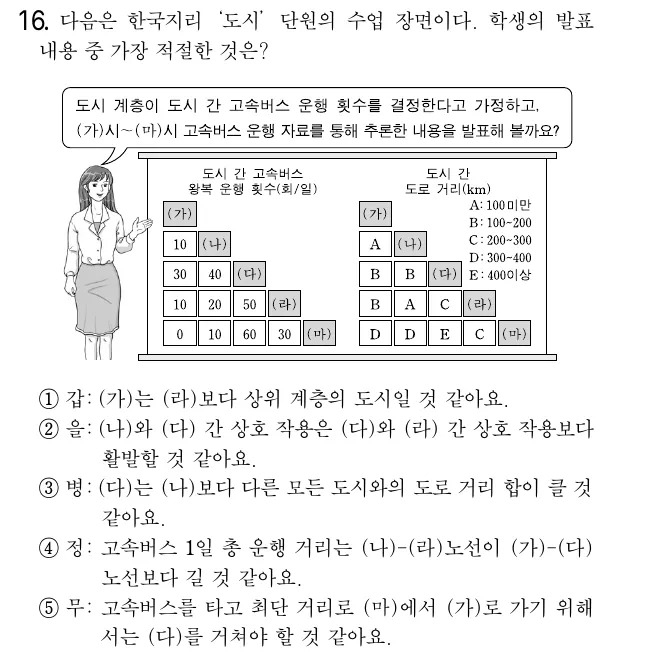 16. 다음은 한국지리 ‘도시’ 단원의 수업 장면이다. 학생의 발표
내용 중 가장 적절한 것은?
도시 계층이 도시 간 고속버스 운행 횟수를 결정한다고 가정하고,
(가)시~(마)시 고속버스 운행 자료를 통해 추론한 내용을 발표해 볼까요?
도시 간 고속버스
왕복 운행 횟수(회/일)
(가)
10 (나)
30 40 (다)
10 20 50 (라)
0 10 60 30 (마)
도시 간
도로 거리(km)
(가)
A (나)
B B (다)
B A C (라)
D D E C (마)
A: 100미만
B: 100~200
C: 200~300
D: 300~400
E: 400이상
① 갑: (가)는 (라)보다 상위 계층의 도시일 것 같아요.
② 을: (나)와 (다) 간 상호 작용은 (다)와 (라) 간 상호 작용보다
활발할 것 같아요.
③ 병: (다)는 (나)보다 다른 모든 도시와의 도로 거리 합이 클 것
같아요.
④ 정: 고속버스 1일 총 운행 거리는 (나)-(라)노선이 (가)-(다)
노선보다 길 것 같아요.
⑤ 무: 고속버스를 타고 최단 거리로 (마)에서 (가)로 가기 위해
서는 (다)를 거쳐야 할 것 같아요.